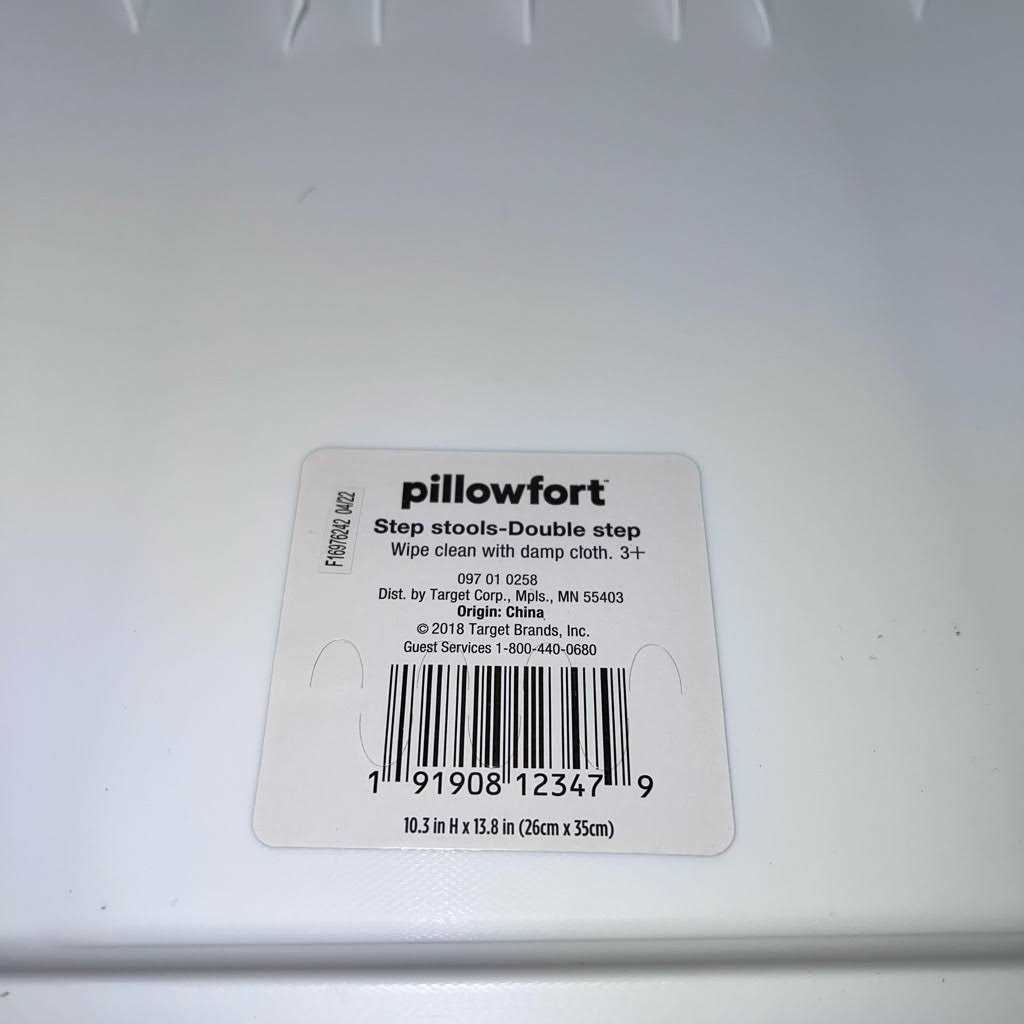 pillowfort™
Step stools-Double step
Wipe clean with damp cloth. 3+
097 01 0258
Dist. by Target Corp., Mpls., MN 55403
Origin: China
© 2018 Target Brands, Inc.
Guest Services 1-800-440-0680
1 91908 12347 9
10.3 in H x 13.8 in (26cm x 35cm)
F16976242 04/22